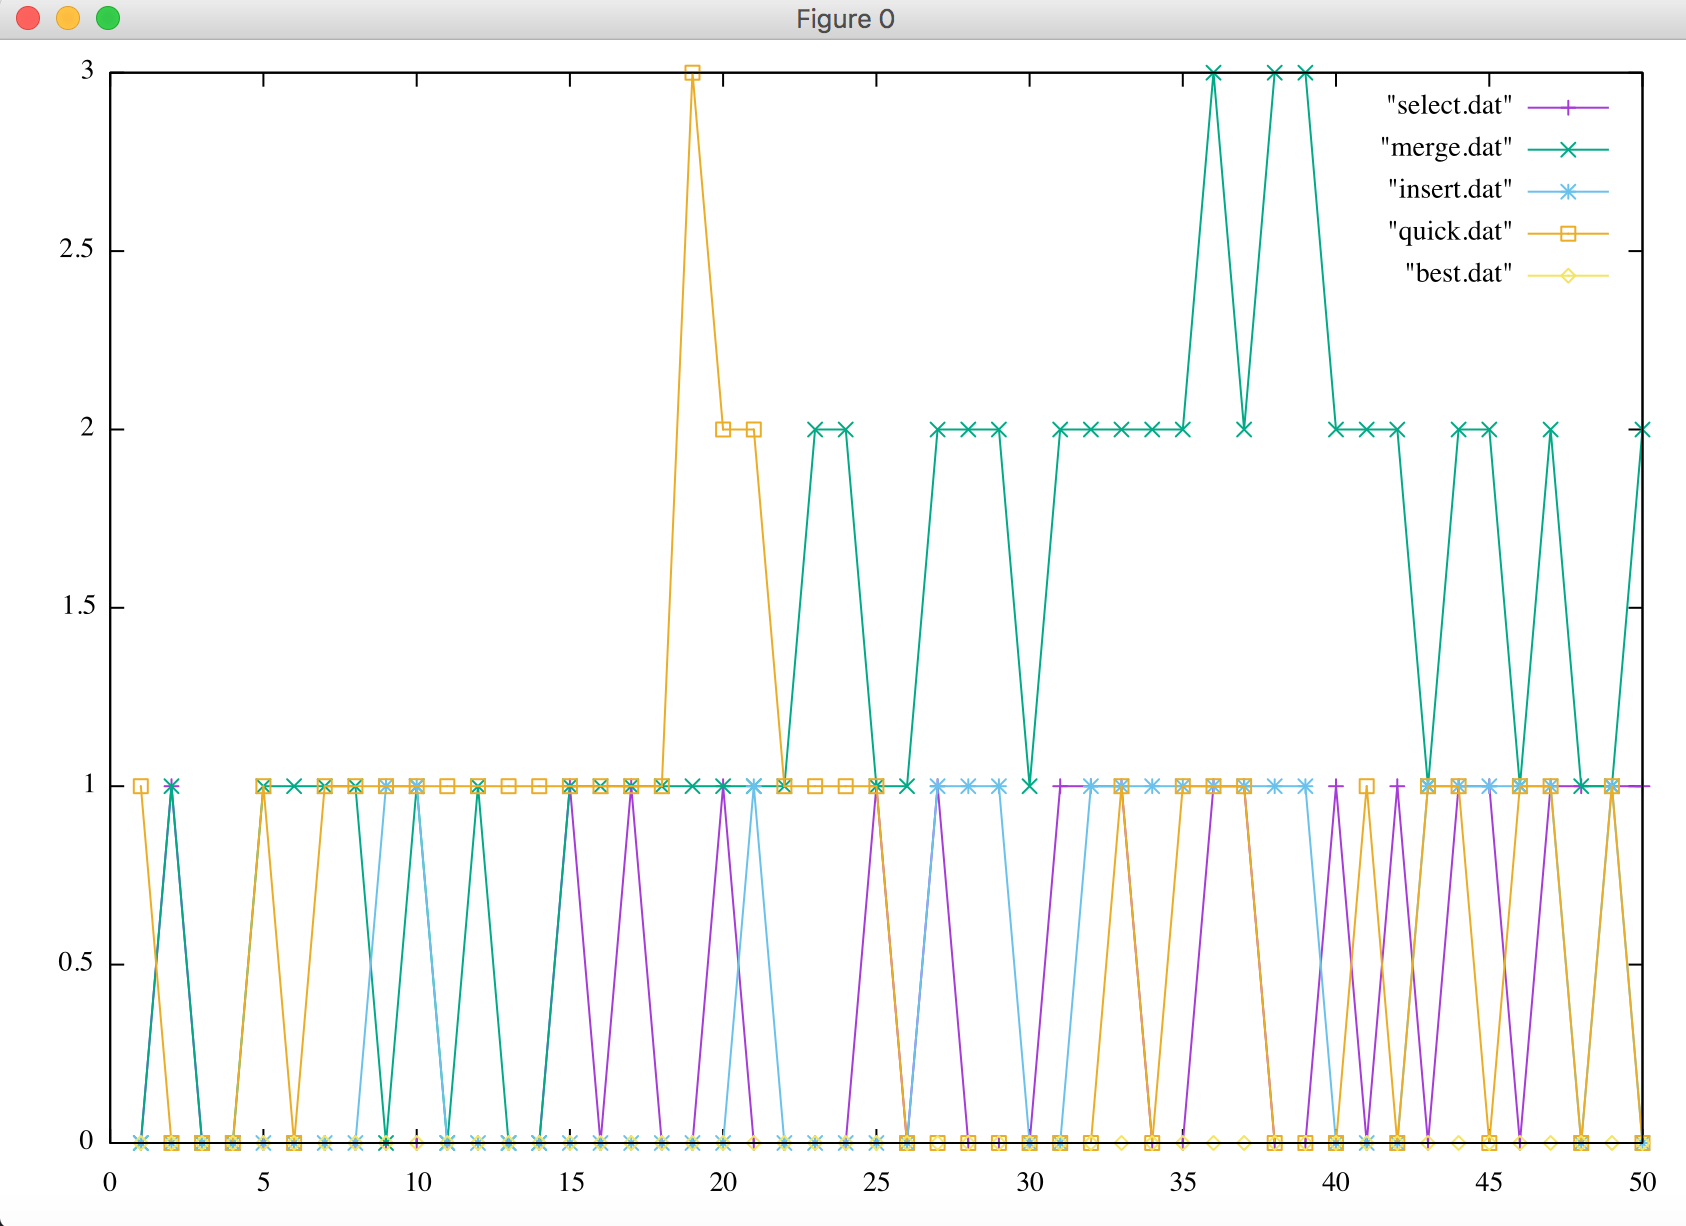 Figure 0
3
2.5
2
1.5
1
0.5
0
"select.dat"
"merge.dat"
"insert.dat"
"quick.dat"
"best.dat"
0 5 10 15 20 25 30 35 40 45 50